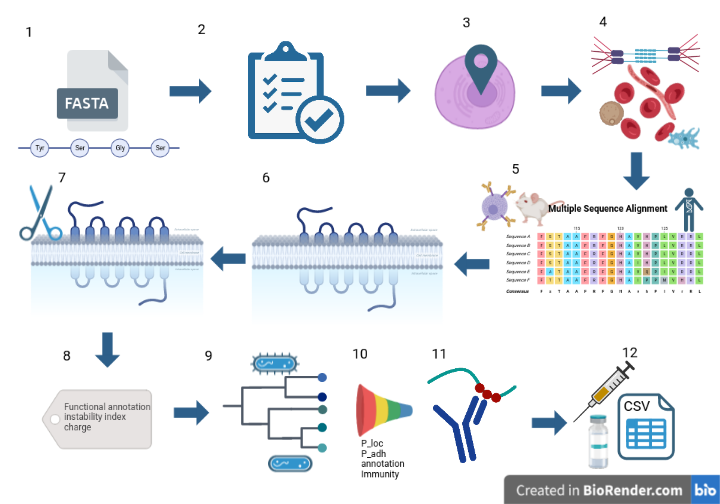 1
2
3
4
FASTA
Tyr
Ser
Gly
Ser
5
Multiple Sequence Alignment
Sequence A
Sequence B
Sequence C
Sequence D
Sequence E
Sequence F
Consensus
6
7
8
Functional annotation
instability index
charge
9
10
P_loc
P_adh
annotation
Immunity
11
12
CSV
Created in BioRender.com bio